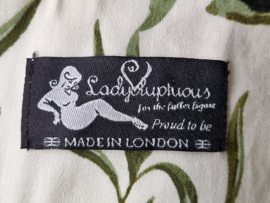 Lady Voluptuous
for the fuller figure
Proud to be
MADE IN LONDON